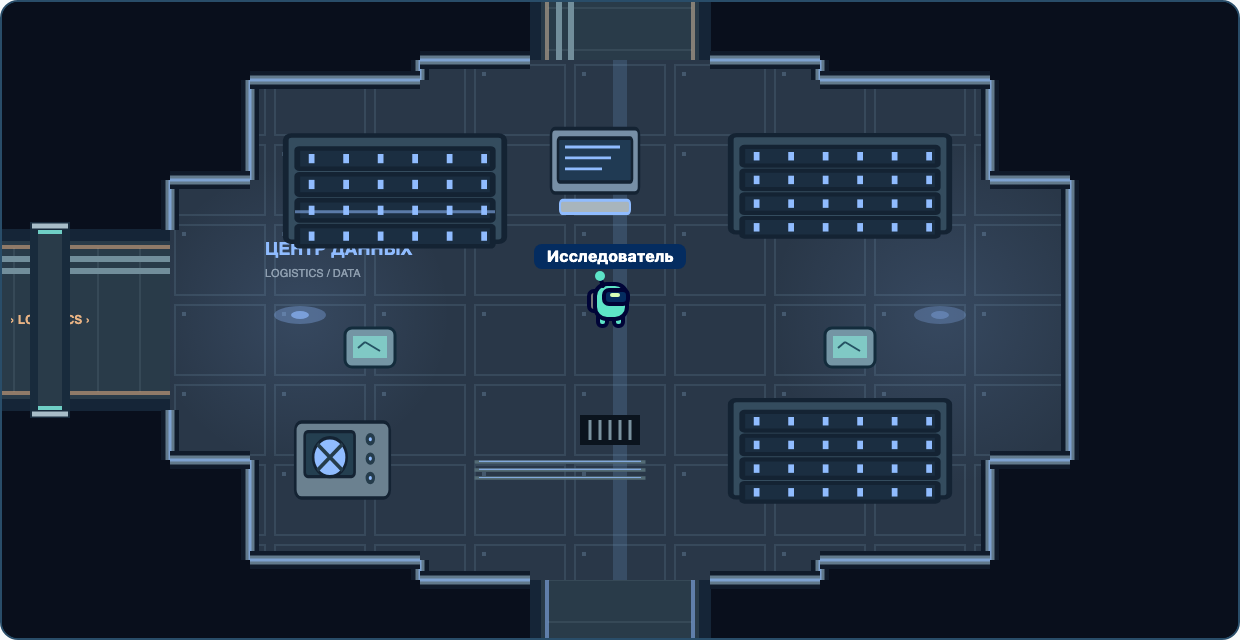 ЦЕНТР ДАННЫХ
Исследователь
LOGISTICS / DATA